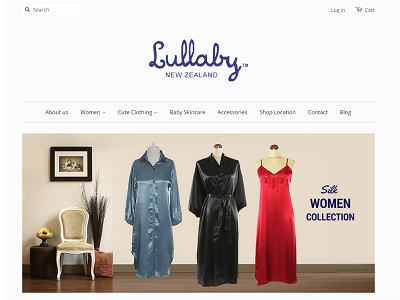 Search
Log in
Cart
Lullaby™
NEW ZEALAND
About us
Women
Cute Clothing
Baby Skincare
Accessories
Shop Location
Contact
Blog
Silk
WOMEN
COLLECTION